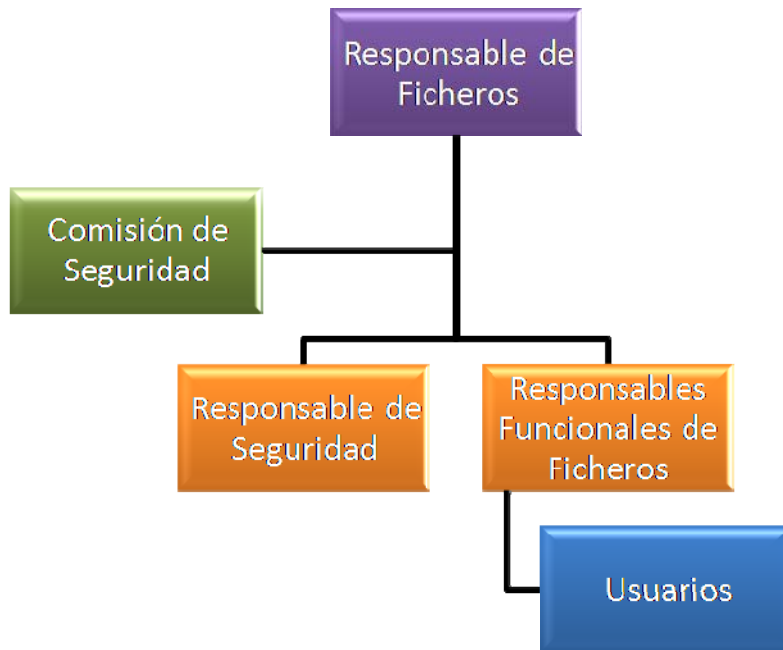 Responsable de
Ficheros
Comisión de
Seguridad
Responsable de
Seguridad
Responsables
Funcionales de
Ficheros
Usuarios